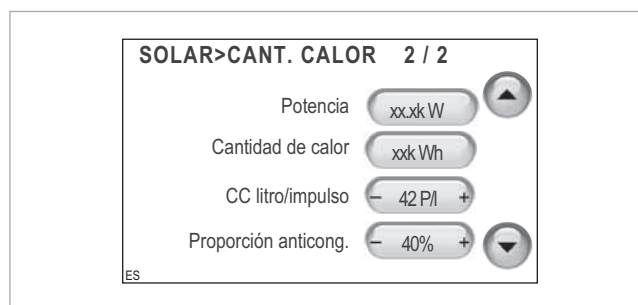 SOLAR>CANT. CALOR 2 / 2
Potencia xx.xk W
Cantidad de calor xxk Wh
CC litro/impulso − 42 P/l +
Proporción anticong. − 40% +
ES